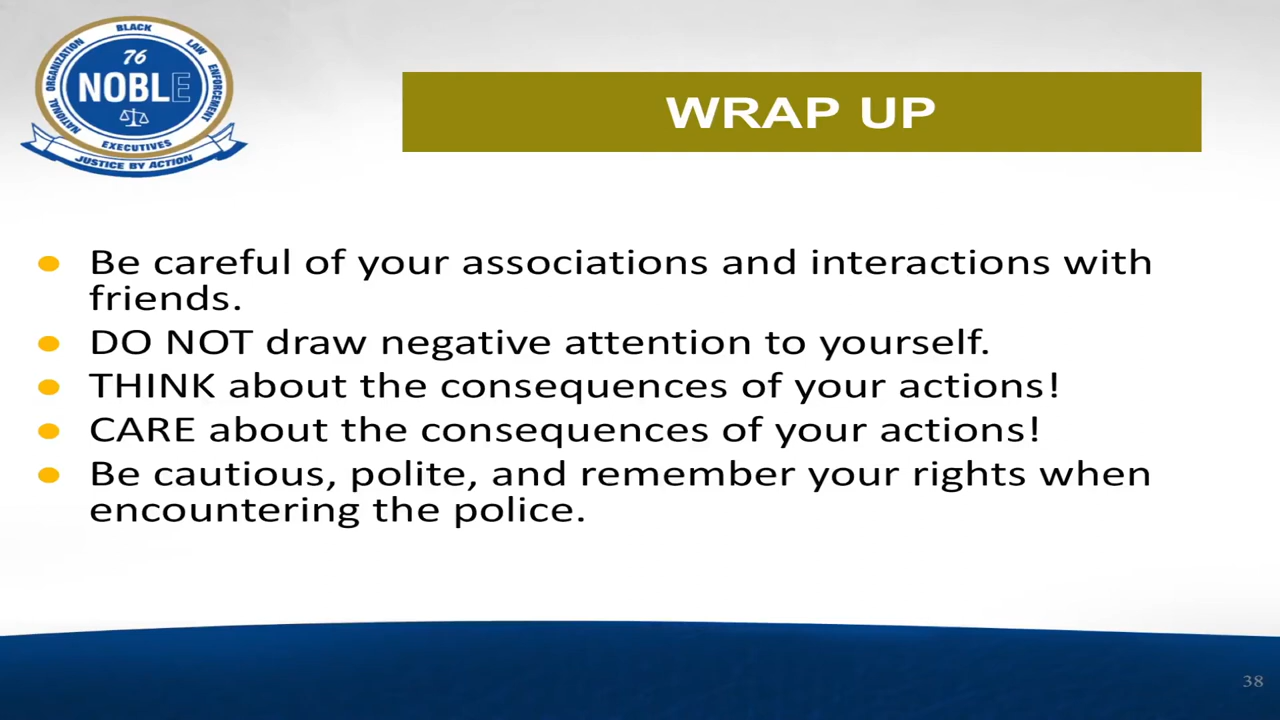 NATIONAL ORGANIZATION BLACK LAW ENFORCEMENT
76
NOBLE
EXECUTIVES
JUSTICE BY ACTION
WRAP UP
Be careful of your associations and interactions with
friends.
DO NOT draw negative attention to yourself.
THINK about the consequences of your actions!
CARE about the consequences of your actions!
Be cautious, polite, and remember your rights when
encountering the police.
38